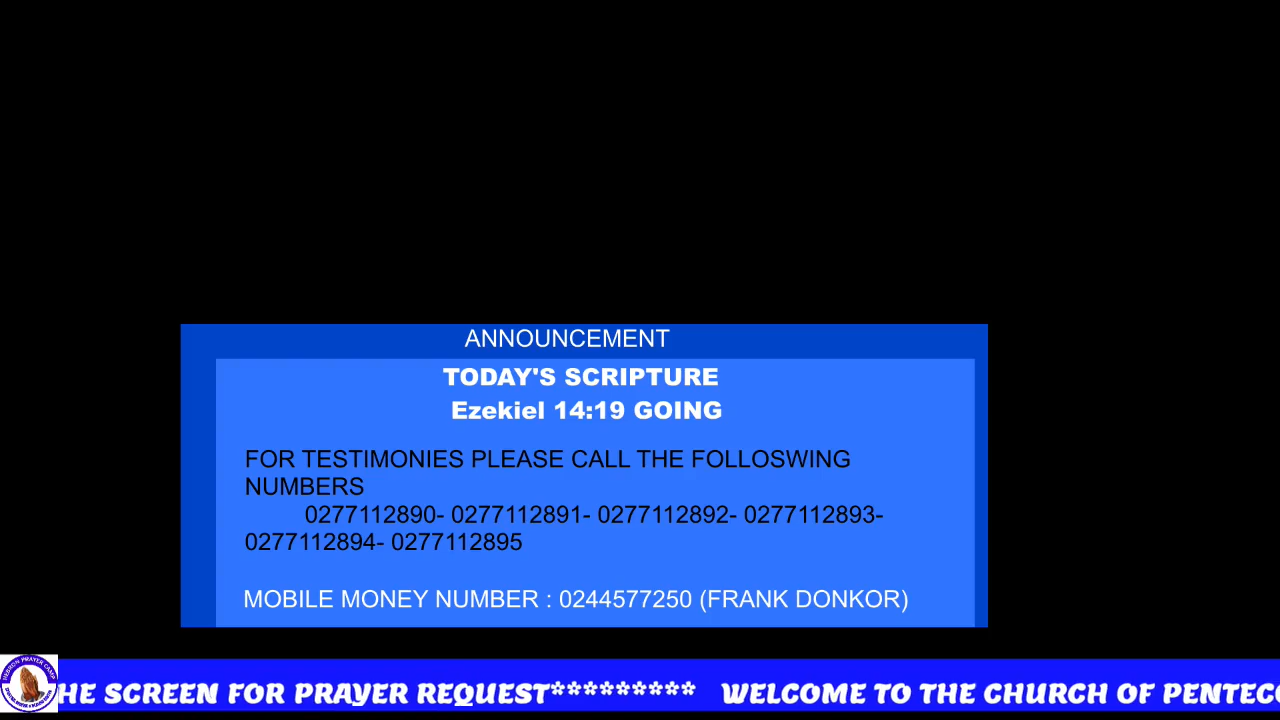 ANNOUNCEMENT
TODAY'S SCRIPTURE
Ezekiel 14:19 GOING
FOR TESTIMONIES PLEASE CALL THE FOLLOSWING
NUMBERS
0277112890- 0277112891- 0277112892- 0277112893-
0277112894- 0277112895
MOBILE MONEY NUMBER : 0244577250 (FRANK DONKOR)
HE SCREEN FOR PRAYER REQUEST********* WELCOME TO THE CHURCH OF PENTECO